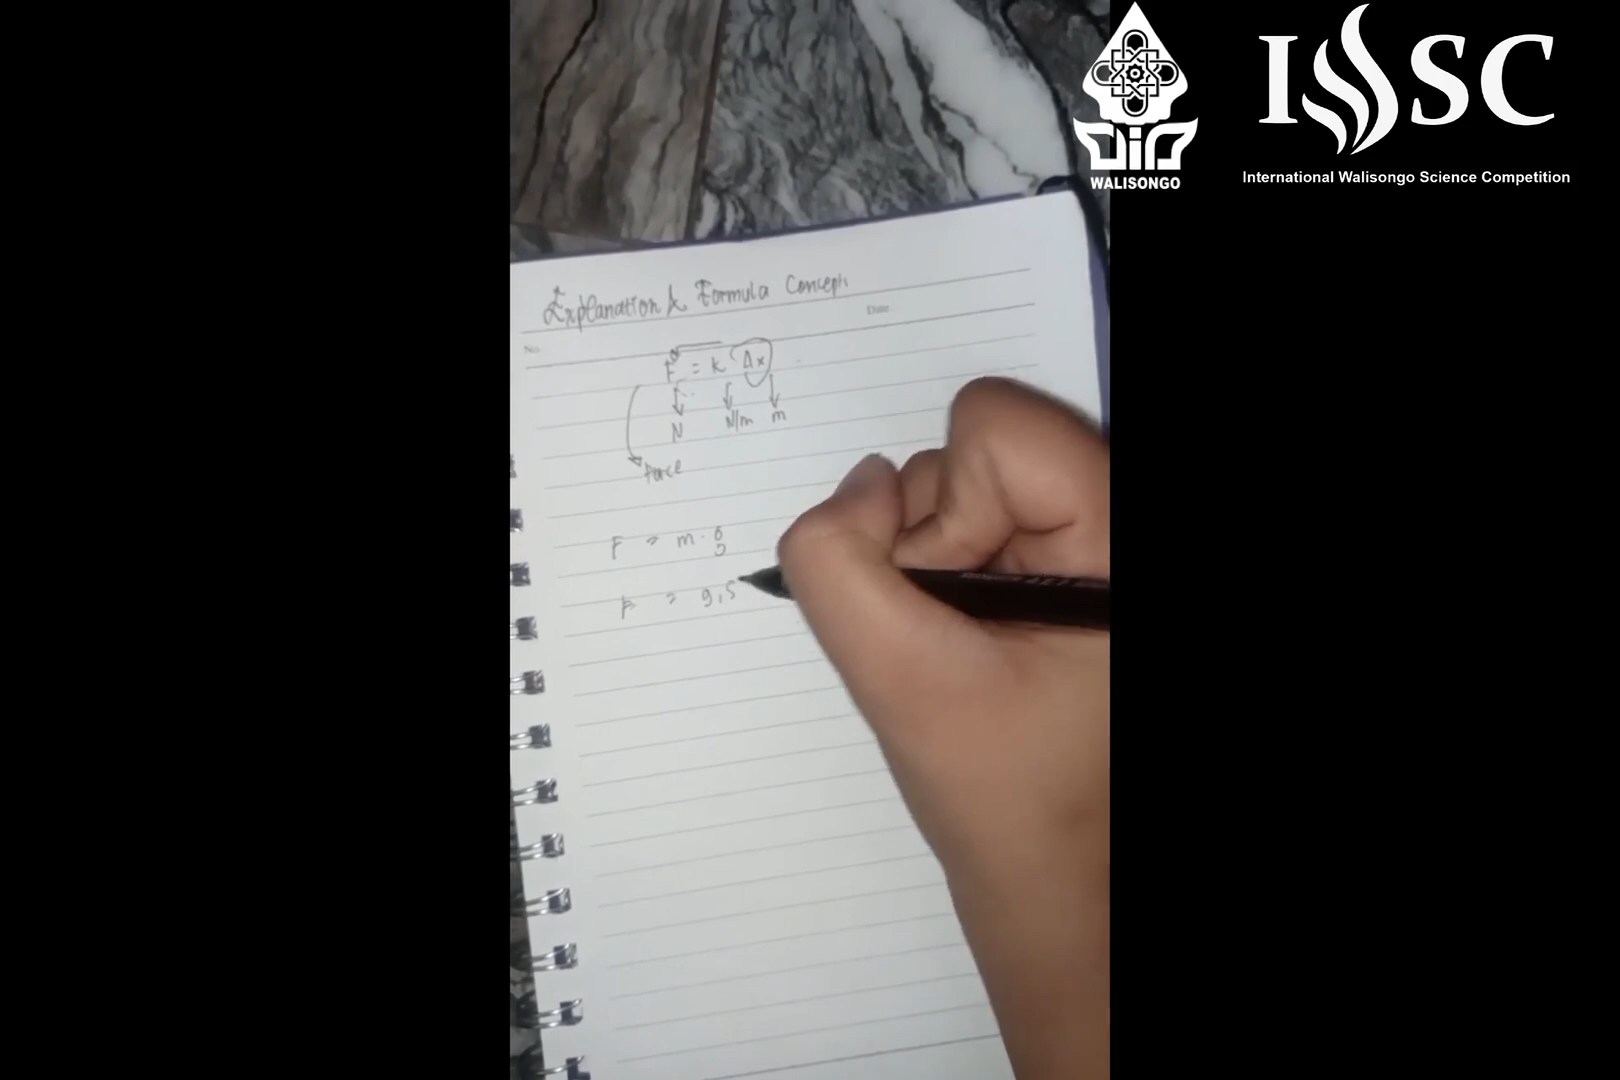 WALISONGO
ISSC
International Walisongo Science Competition
Explanation & Formula Concept
Date
No.
F = k Δx
N N/m m
Force
F = m . g
F = 9,5